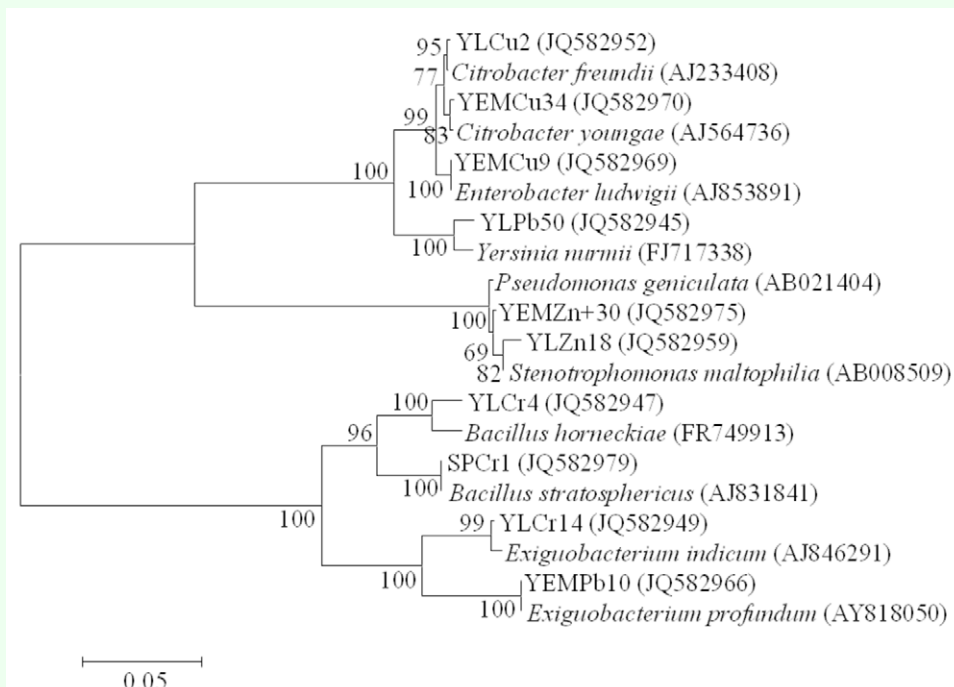 95
YLCu2 (JQ582952)
77
Citrobacter freundii (AJ233408)
YEMCu34 (JQ582970)
99
83
Citrobacter youngae (AJ564736)
YEMCu9 (JQ582969)
100
100
Enterobacter ludwigii (AJ853891)
YLPb50 (JQ582945)
100
Yersinia nurmii (FJ717338)
Pseudomonas geniculata (AB021404)
100
YEMZn+30 (JQ582975)
YLZn18 (JQ582959)
69
82
Stenotrophomonas maltophilia (AB008509)
100
YLCr4 (JQ582947)
96
Bacillus horneckiae (FR749913)
SPCr1 (JQ582979)
100
Bacillus stratosphericus (AJ831841)
100
99
YLCr14 (JQ582949)
Exiguobacterium indicum (AJ846291)
100
YEMPb10 (JQ582966)
100
Exiguobacterium profundum (AY818050)
0.05